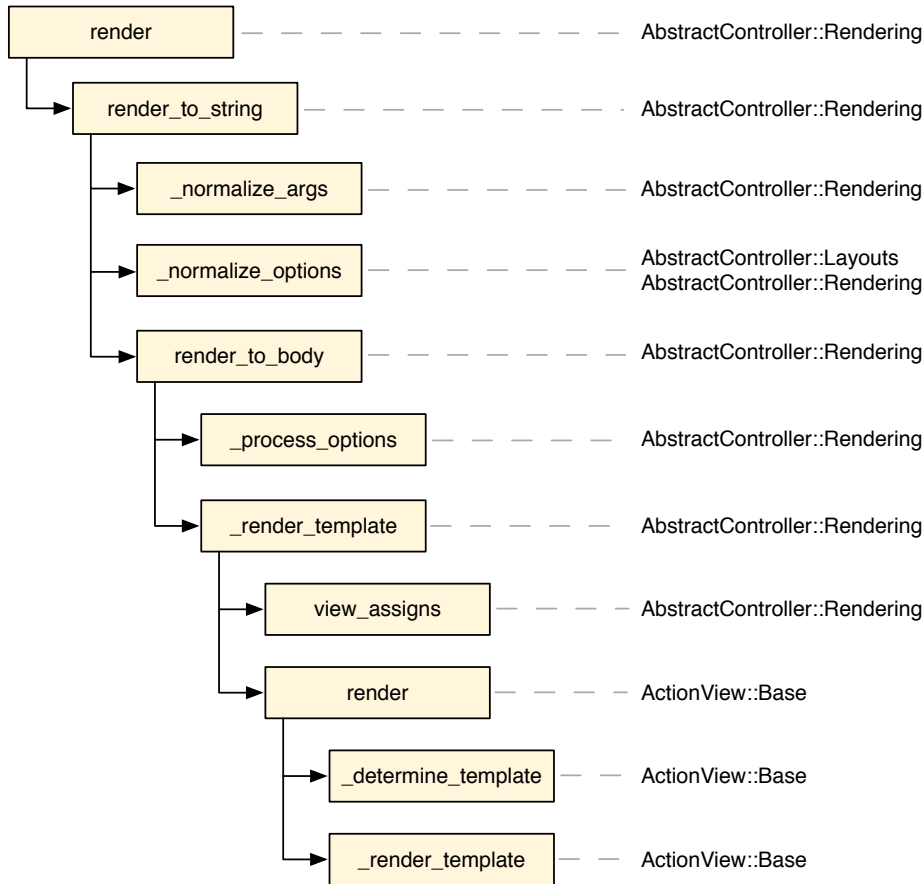 render AbstractController::Rendering
render_to_string AbstractController::Rendering
_normalize_args AbstractController::Rendering
_normalize_options AbstractController::Layouts
AbstractController::Rendering
render_to_body AbstractController::Rendering
_process_options AbstractController::Rendering
_render_template AbstractController::Rendering
view_assigns AbstractController::Rendering
render ActionView::Base
_determine_template ActionView::Base
_render_template ActionView::Base